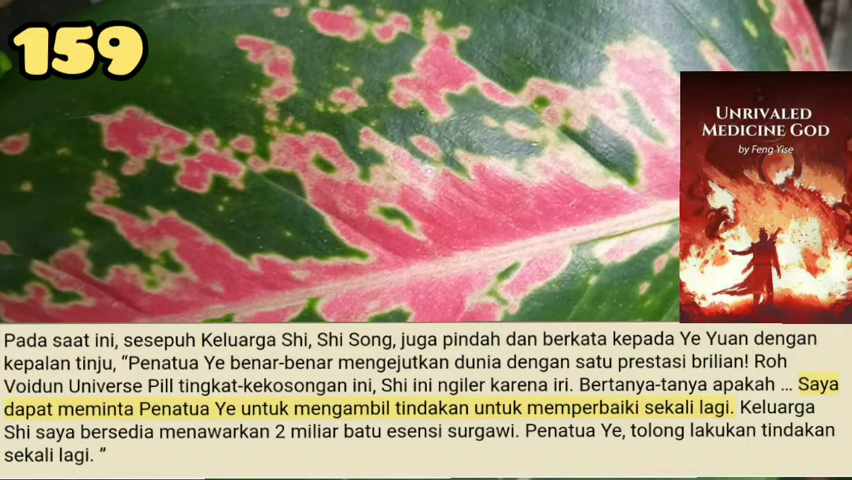 159
UNRIVALED
MEDICINE GOD
by Feng Yise
Pada saat ini, sesepuh Keluarga Shi, Shi Song, juga pindah dan berkata kepada Ye Yuan dengan
kepalan tinju, “Penatua Ye benar-benar mengejutkan dunia dengan satu prestasi brilian! Roh
Voidun Universe Pill tingkat-kekosongan ini, Shi ini ngiler karena iri. Bertanya-tanya apakah ... Saya
dapat meminta Penatua Ye untuk mengambil tindakan untuk memperbaiki sekali lagi. Keluarga
Shi saya bersedia menawarkan 2 miliar batu esensi surgawi. Penatua Ye, tolong lakukan tindakan
sekali lagi. ”